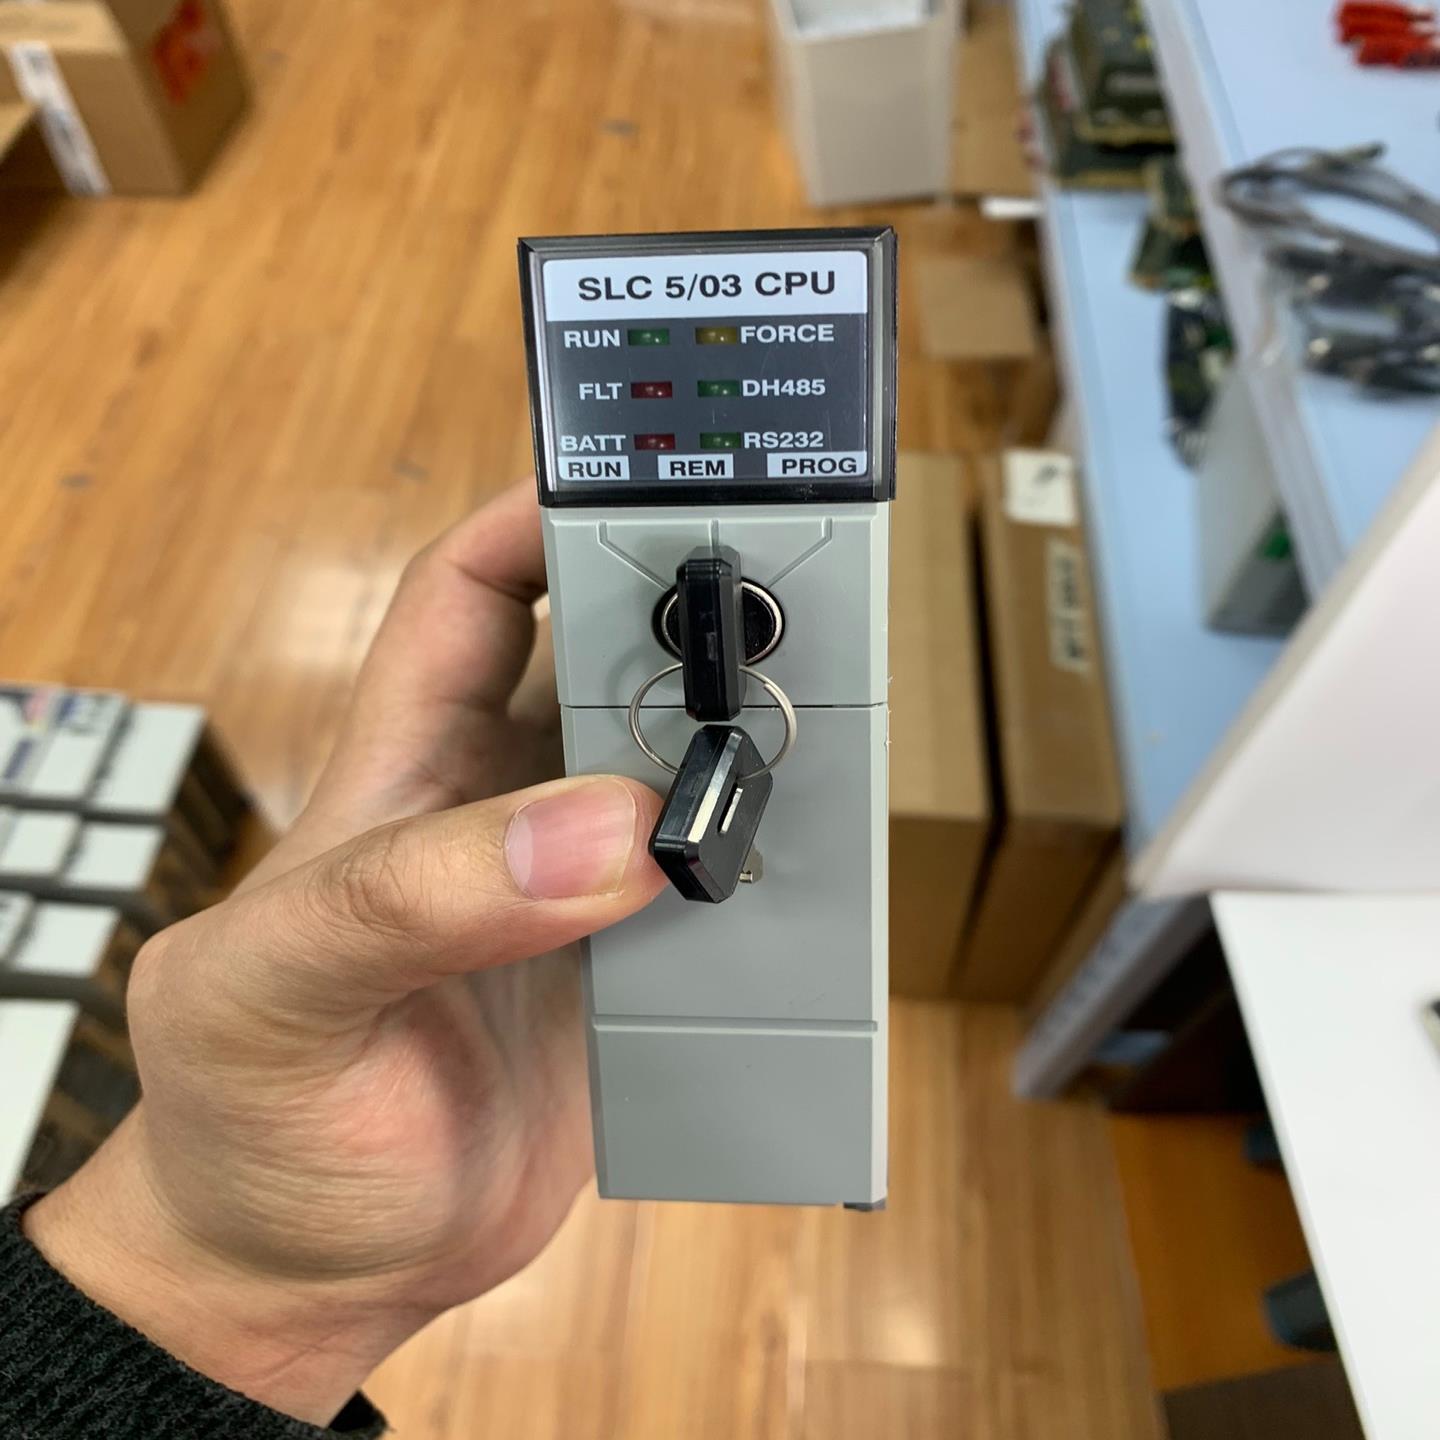 SLC 5/03 CPU
RUN FORCE
FLT DH485
BATT RS232
RUN REM PROG